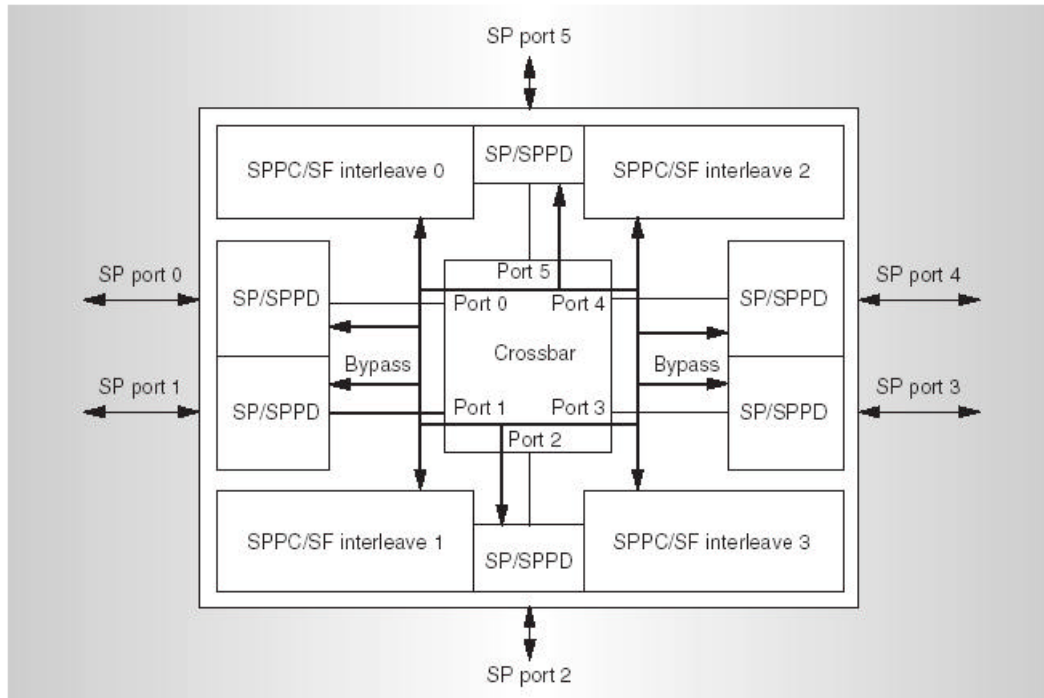 SP port 5
SPPC/SF interleave 0
SP/SPPD
SPPC/SF interleave 2
SP port 0
SP/SPPD
Port 5
Port 0
Port 4
SP/SPPD
SP port 4
Bypass
Crossbar
Bypass
SP port 1
SP/SPPD
Port 1
Port 3
Port 2
SP/SPPD
SP port 3
SPPC/SF interleave 1
SP/SPPD
SPPC/SF interleave 3
SP port 2